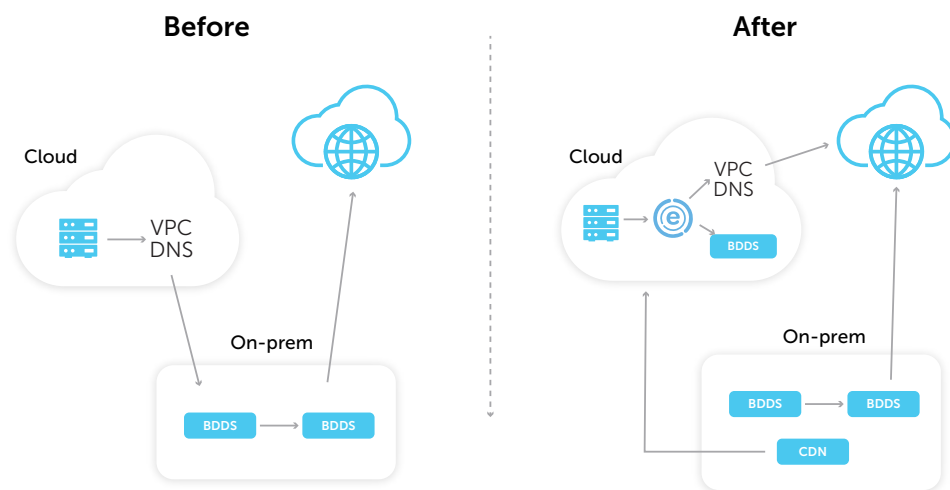 Before
After
Cloud
VPC
DNS
On-prem
BDDS
BDDS
Cloud
VPC
DNS
e
BDDS
On-prem
BDDS
BDDS
CDN